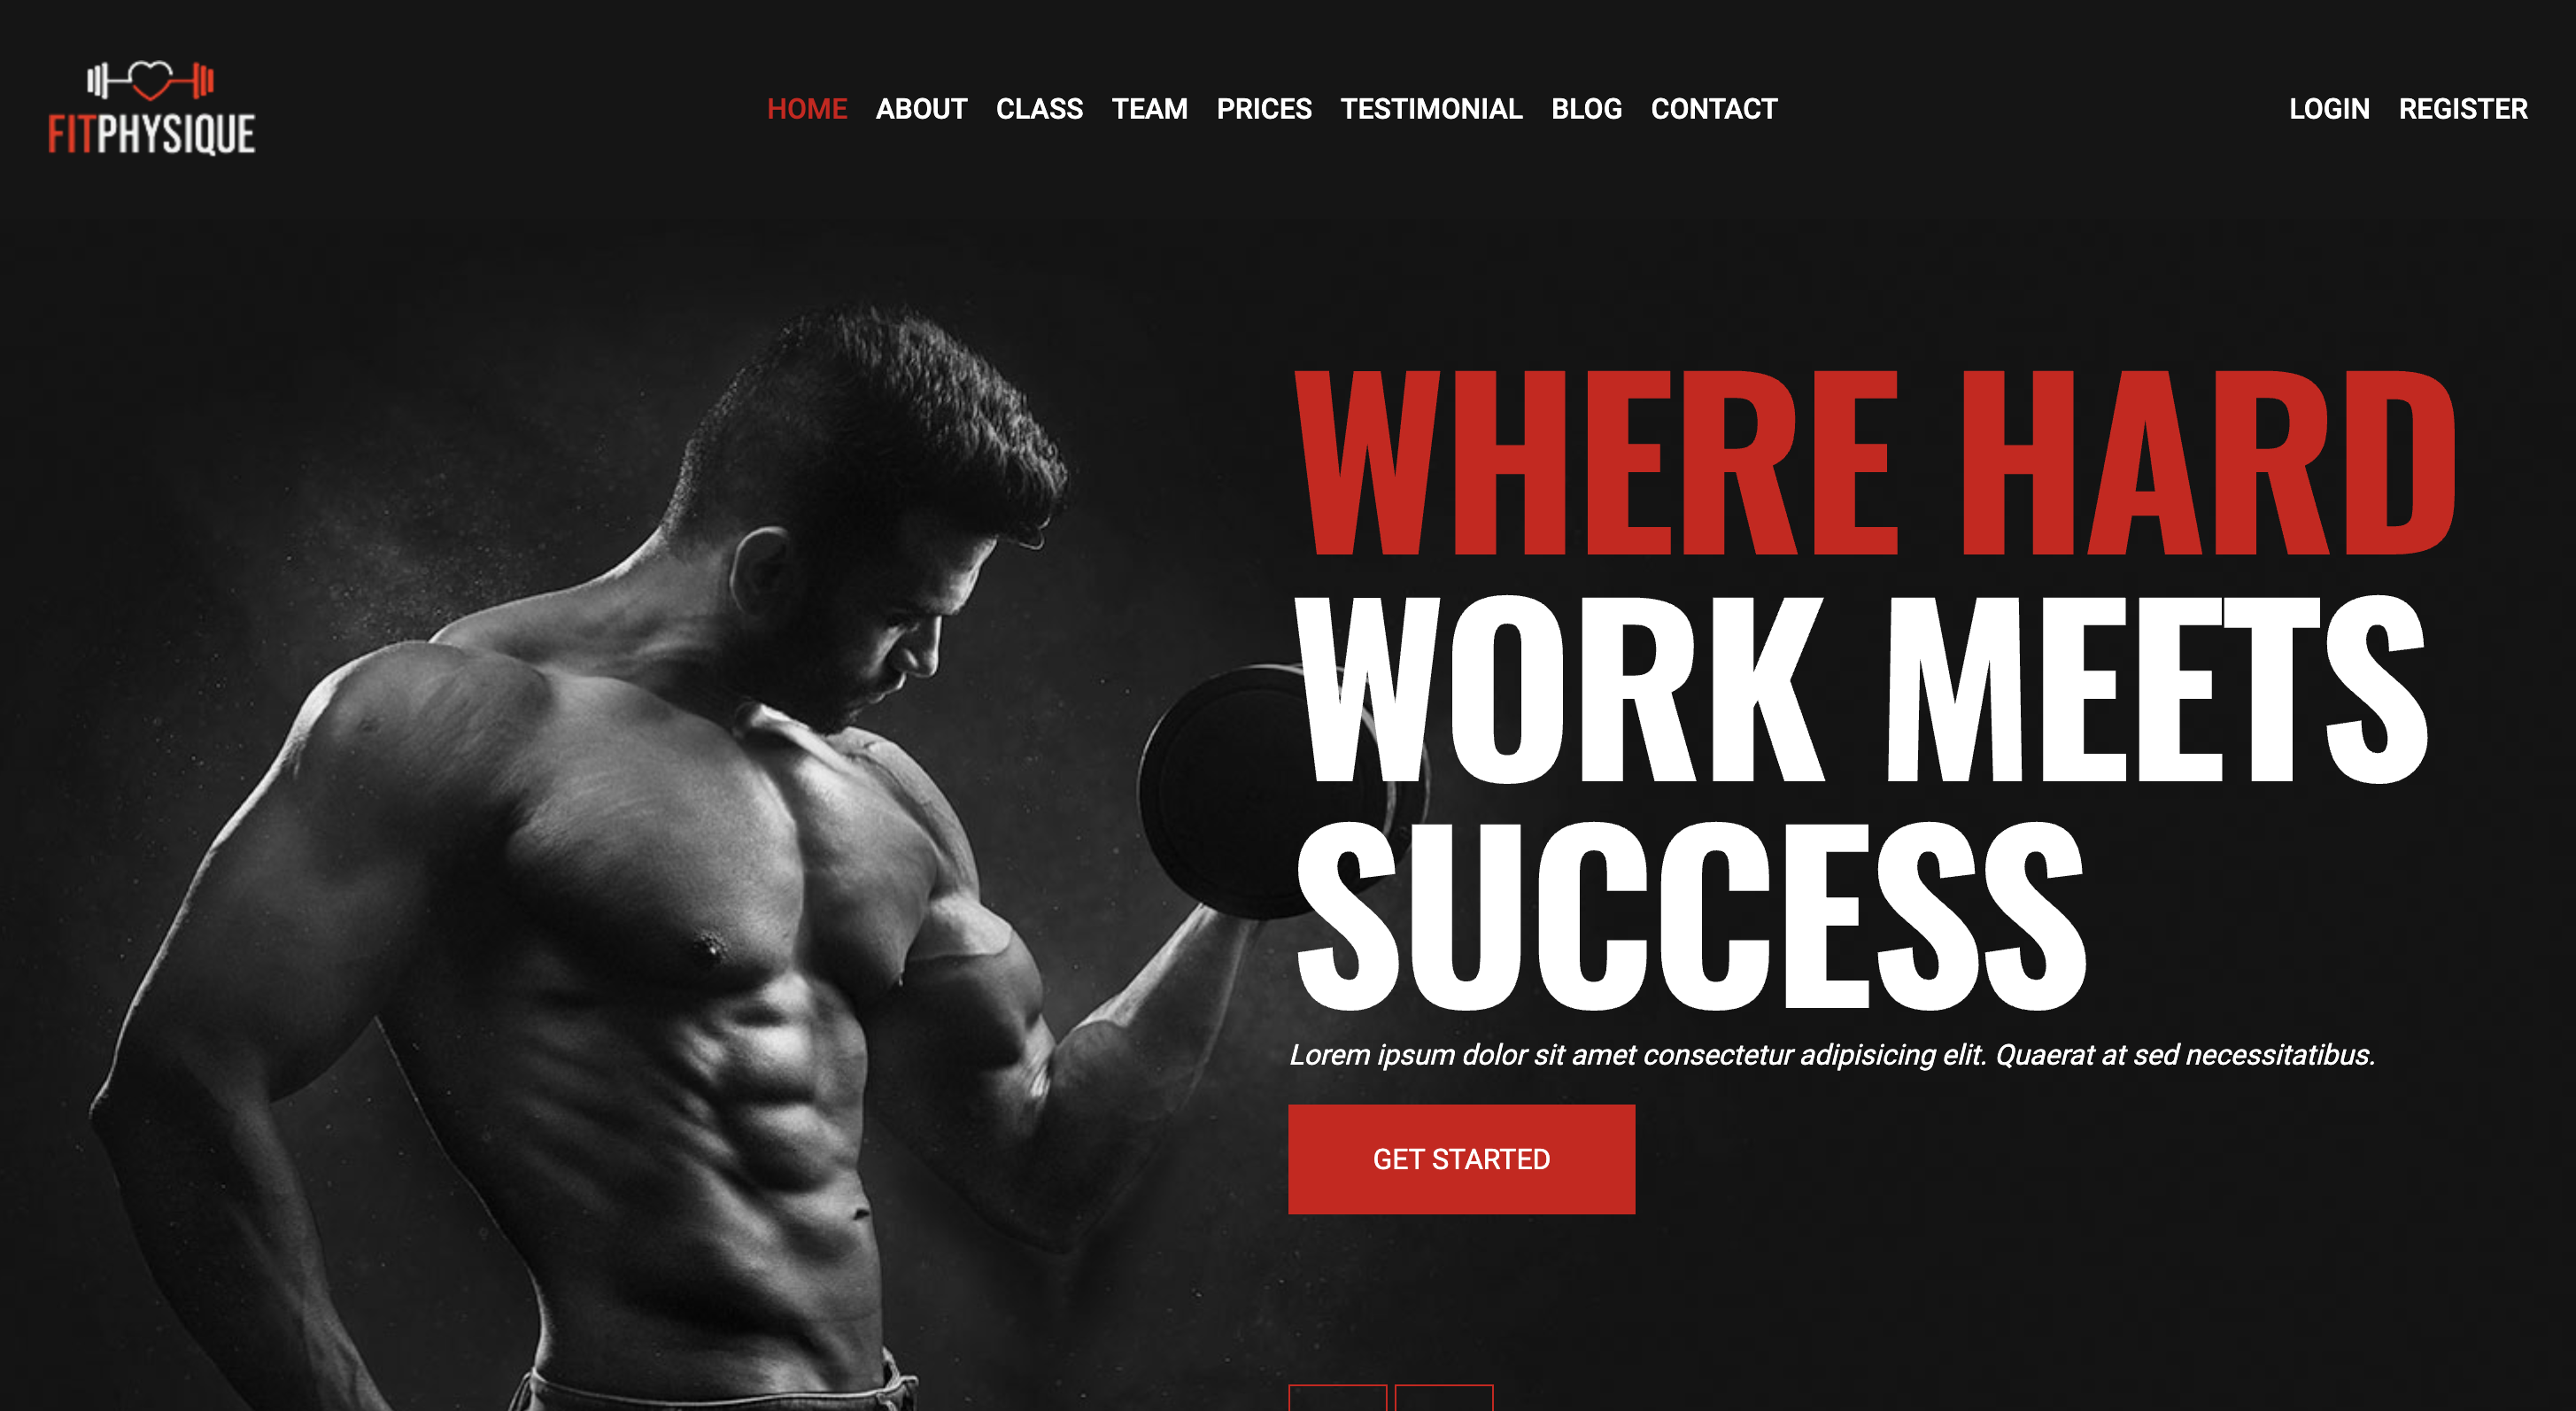 FITPHYSIQUE
HOME ABOUT CLASS TEAM PRICES TESTIMONIAL BLOG CONTACT
LOGIN REGISTER
WHERE HARD
WORK MEETS
SUCCESS
Lorem ipsum dolor sit amet consectetur adipisicing elit. Quaerat at sed necessitatibus.
GET STARTED